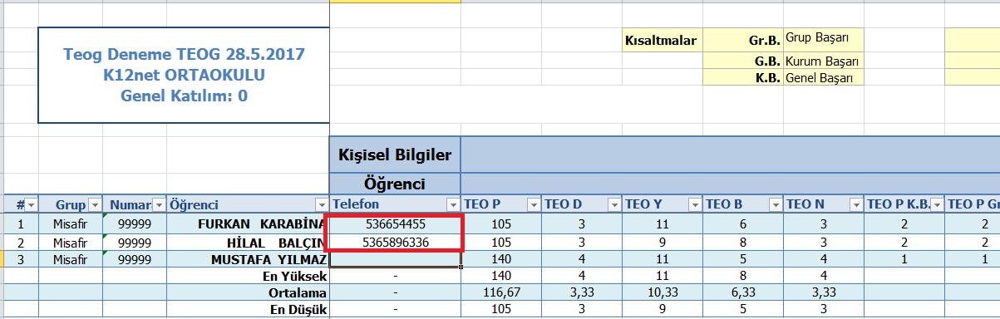 Teog Deneme TEOG 28.5.2017
K12net ORTAOKULU
Genel Katılım: 0
Kısaltmalar Gr.B. Grup Başarı
G.B. Kurum Başarı
K.B. Genel Başarı
Kişisel Bilgiler
Öğrenci
# Grup Numara Öğrenci Telefon TEO P TEO D TEO Y TEO B TEO N TEO P K.B. TEO P Gr
1 Misafir 99999 FURKAN KARABİNA 536654455 105 3 11 6 3 2 2
2 Misafir 99999 HİLAL BALÇIN 5365896336 105 3 9 8 3 2 2
3 Misafir 99999 MUSTAFA YILMAZ 140 4 11 5 4 1 1
En Yüksek - 140 4 11 8 4
Ortalama - 116,67 3,33 10,33 6,33 3,33
En Düşük - 105 3 9 5 3